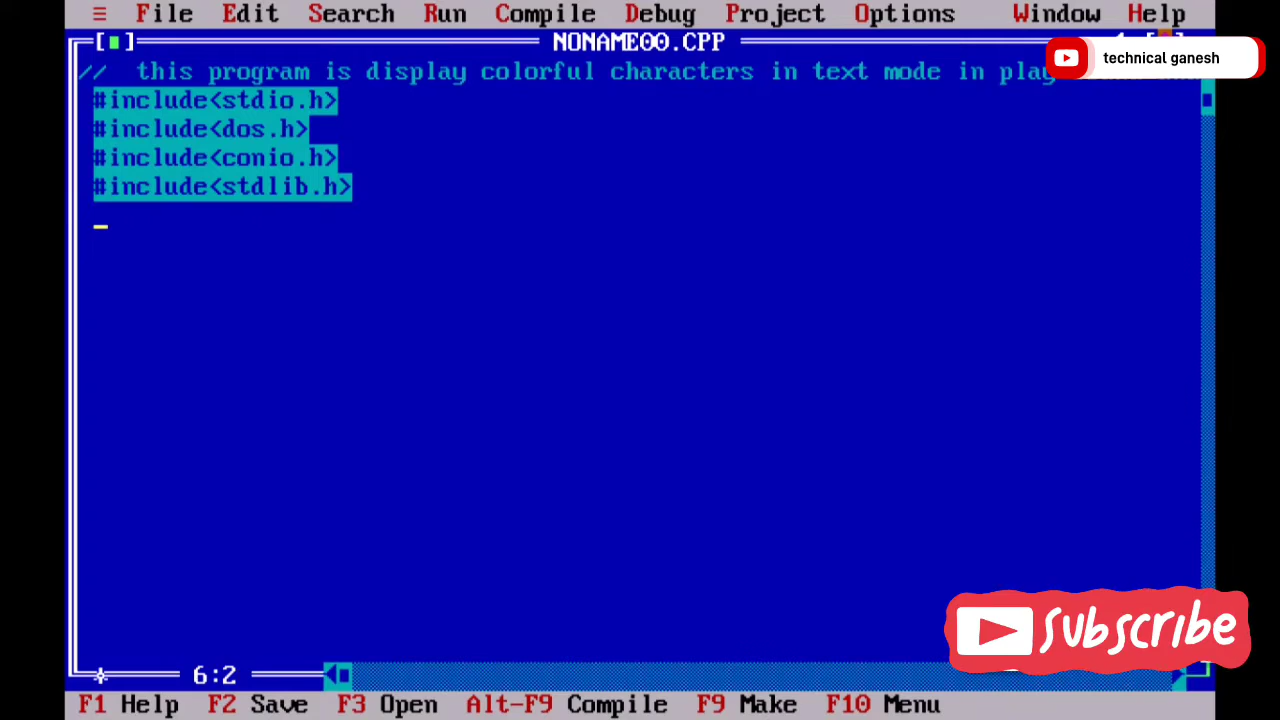 ≡ File Edit Search Run Compile Debug Project Options Window Help
[■] NONAME00.CPP
technical ganesh
// this program is display colorful characters in text mode in
#include<stdio.h>
#include<dos.h>
#include<conio.h>
#include<stdlib.h>
_
Subscribe
6:2
F1 Help F2 Save F3 Open Alt-F9 Compile F9 Make F10 Menu